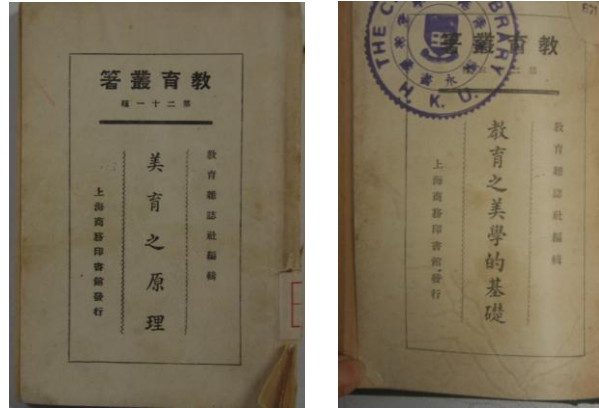 教育叢箸
第二十一種
教育雜誌社編輯
美育之原理
上海商務印書館發行
教育叢箸
教育雜誌社編輯
教育之美學的基礎
上海商務印書館發行
THE C
BRARY
H. K. U.